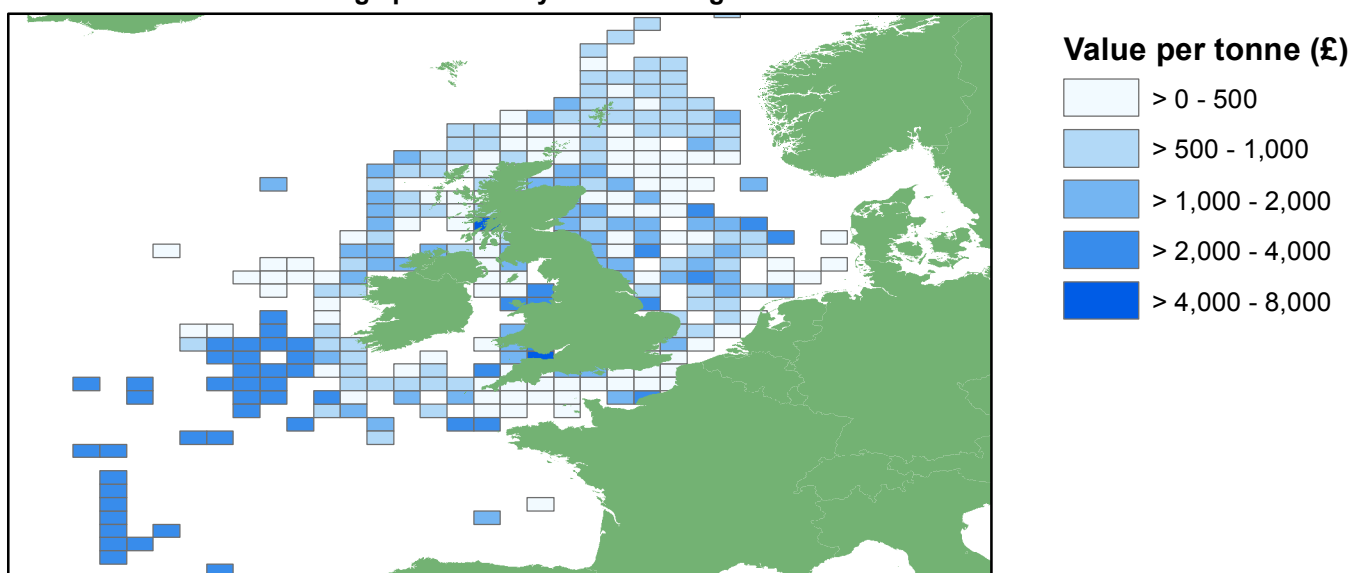 Value per tonne (£)
> 0 - 500
> 500 - 1,000
> 1,000 - 2,000
> 2,000 - 4,000
> 4,000 - 8,000